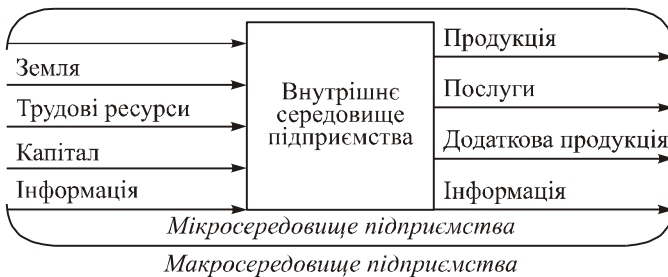 Земля
Трудові ресурси
Капітал
Інформація
Внутрішнє
середовище
підприємства
Продукція
Послуги
Додаткова продукція
Інформація
Мікросередовище підприємства
Макросередовище підприємства